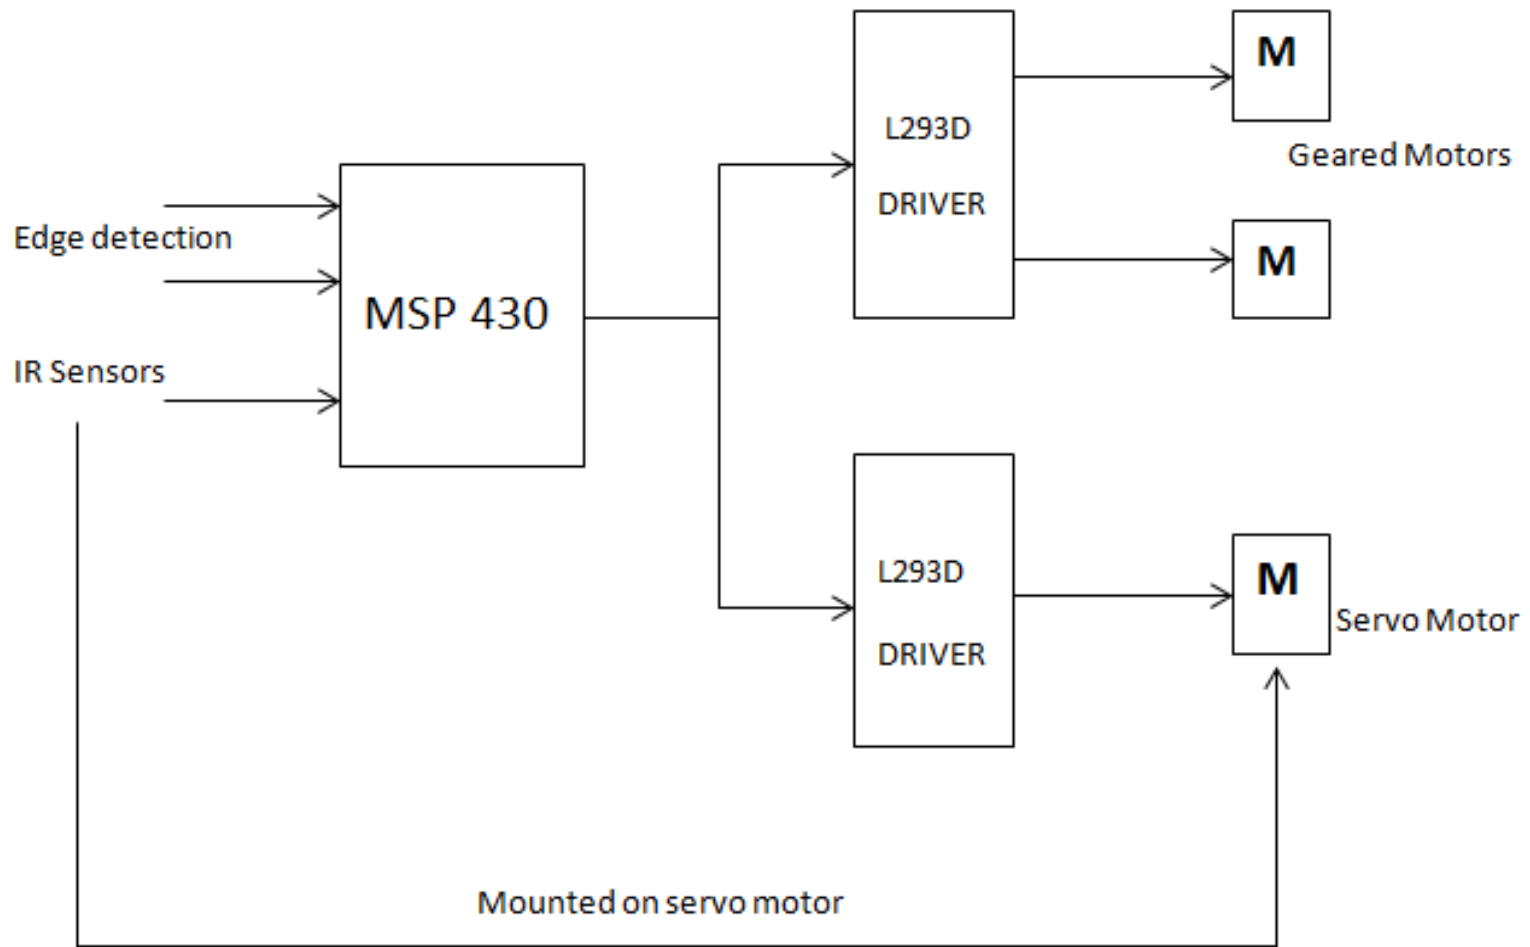 M
L293D
DRIVER
Geared Motors
Edge detection
M
MSP 430
IR Sensors
L293D
DRIVER
M
Servo Motor
Mounted on servo motor